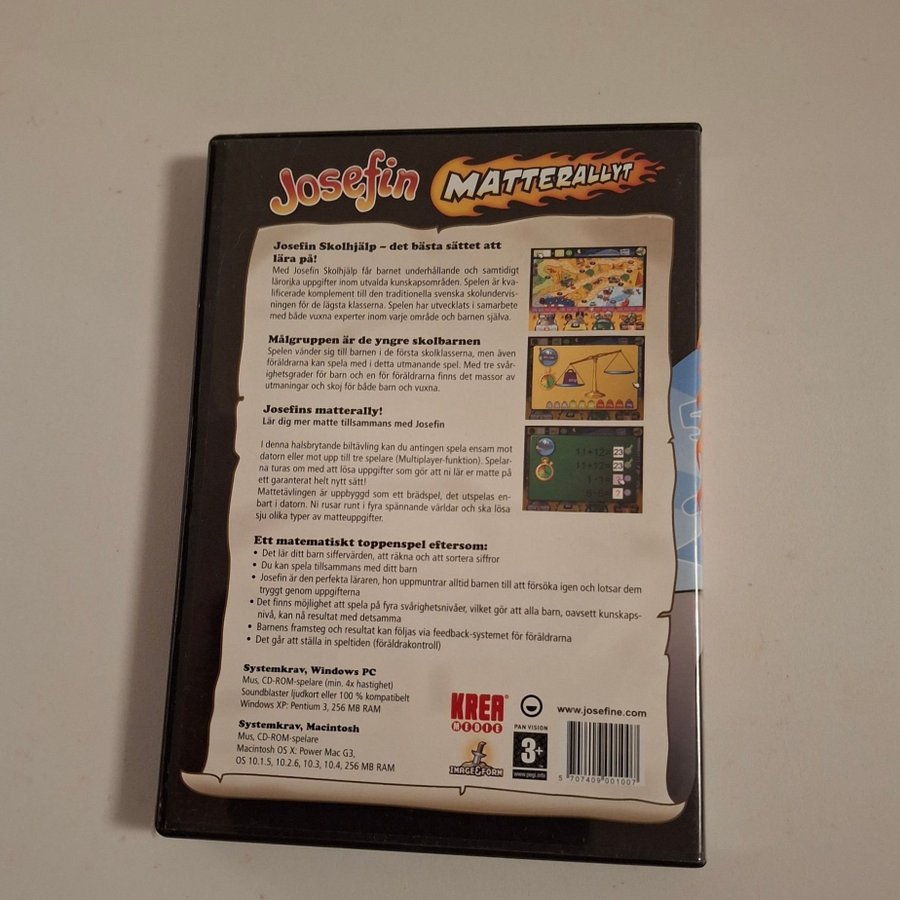 Josefin MATTERALLYT
Josefin Skolhjälp – det bästa sättet att
lära på!
Med Josefin Skolhjälp får barnet underhållande och samtidigt
lärorika uppgifter inom utvalda kunskapsområden. Spelen är kva-
lificerade komplement till den traditionella svenska skolundervis-
ningen för de lägsta klasserna. Spelen har utvecklats i samarbete
med både vuxna experter inom varje område och barnen själva.
Målgruppen är de yngre skolbarnen
Spelen vänder sig till barnen i de första skolklasserna, men även
föräldrarna kan spela med i detta utmanande spel. Med tre svår-
ighetsgrader för barn och en för föräldrarna finns det massor av
utmaningar och skoj för både barn och vuxna.
Josefins matterally!
Lär dig mer matte tillsammans med Josefin
I denna halsbrytande biltävling kan du antingen spela ensam mot
datorn eller mot upp till tre spelare (Multiplayer-funktion). Spelar-
na turas om med att lösa uppgifter som gör att ni lär er matte på
ett garanterat helt nytt sätt!
Mattetävlingen är uppbyggd som ett brädspel, det utspelas en-
bart i datorn. Ni rusar runt i fyra spännande världar och ska lösa
sju olika typer av matteuppgifter.
11+12=23
11+12=23
Ett matematiskt toppenspel eftersom:
• Det lär ditt barn siffervärden, att räkna och att sortera siffror
• Du kan spela tillsammans med ditt barn
• Josefin är den perfekta läraren, hon uppmuntrar alltid barnen till att försöka igen och lotsar dem
tryggt genom uppgifterna
• Det finns möjlighet att spela på fyra svårighetsnivåer, vilket gör att alla barn, oavsett kunskaps-
nivå, kan nå resultat med detsamma
• Barnens framsteg och resultat kan följas via feedback-systemet för föräldrarna
• Det går att ställa in speltiden (föräldrakontroll)
Systemkrav, Windows PC
Mus, CD-ROM-spelare (min. 4x hastighet)
Soundblaster ljudkort eller 100 % kompatibelt
Windows XP: Pentium 3, 256 MB RAM
Systemkrav, Macintosh
Mus, CD-ROM-spelare
Macintosh OS X: Power Mac G3,
OS 10.1.5, 10.2.6, 10.3, 10.4, 256 MB RAM
KREA
MEDIE
IMAGE&FORM
PAN VISION
3+
www.pegi.info
www.josefine.com
5 707409 001007